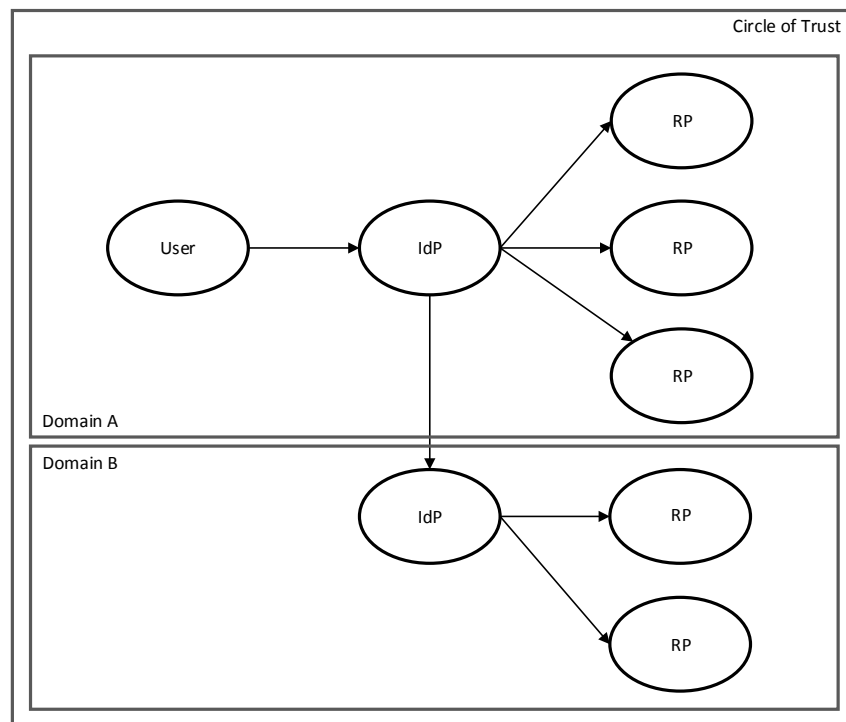 Circle of Trust
RP
User
IdP
RP
RP
Domain A
Domain B
IdP
RP
RP